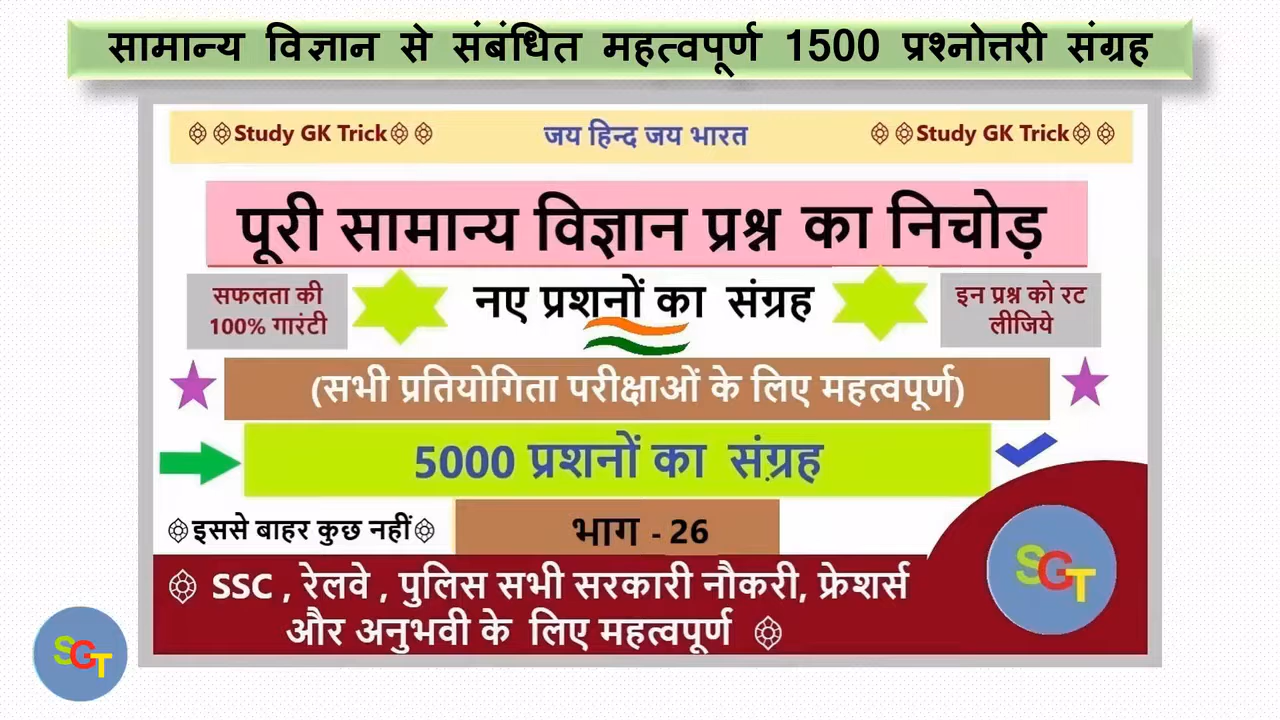 सामान्य विज्ञान से संबंधित महत्वपूर्ण 1500 प्रश्नोत्तरी संग्रह
Study GK Trick जय हिन्द जय भारत Study GK Trick
पूरी सामान्य विज्ञान प्रश्न का निचोड़
सफलता की
100% गारंटी
नए प्रशनों का संग्रह
इन प्रश्न को रट
लीजिये
(सभी प्रतियोगिता परीक्षाओं के लिए महत्वपूर्ण)
5000 प्रशनों का संग़्रह
इससे बाहर कुछ नहीं
भाग - 26
SSC , रेलवे , पुलिस सभी सरकारी नौकरी, फ्रेशर्स
और अनुभवी के लिए महत्वपूर्ण
SGT
SGT